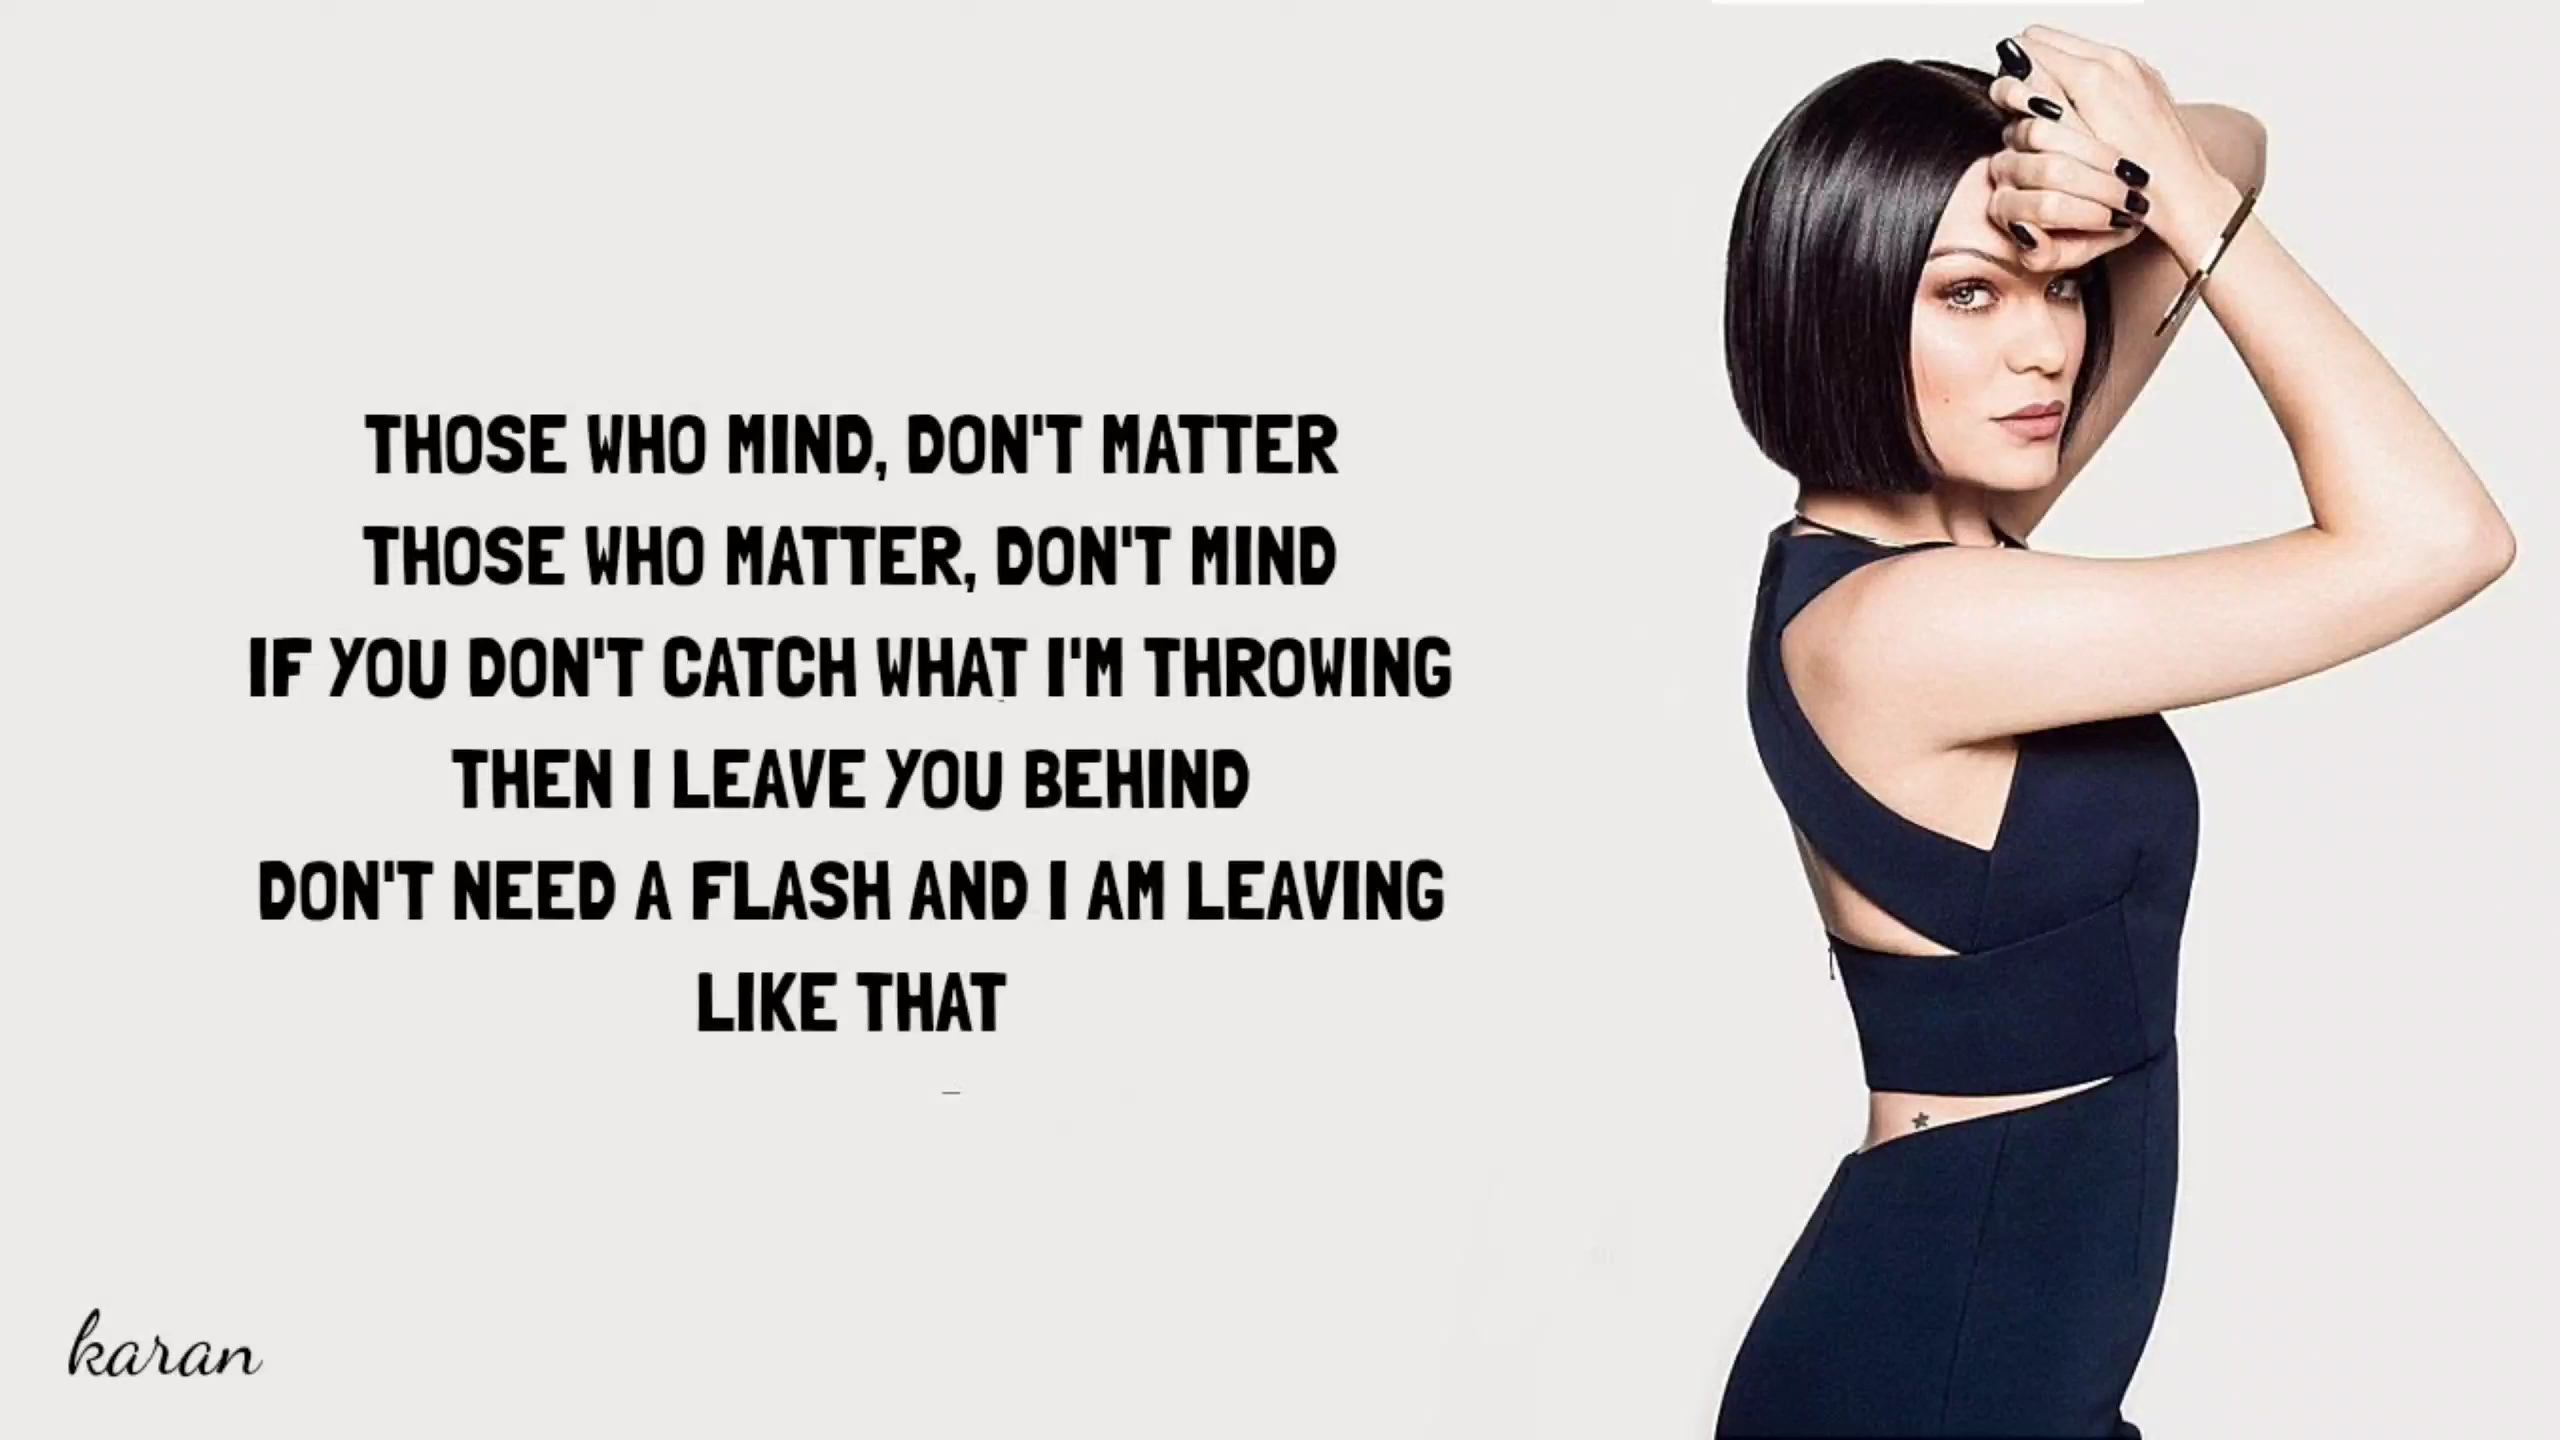 THOSE WHO MIND, DON'T MATTER
THOSE WHO MATTER, DON'T MIND
IF YOU DON'T CATCH WHAT I'M THROWING
THEN I LEAVE YOU BEHIND
DON'T NEED A FLASH AND I AM LEAVING
LIKE THAT
karan